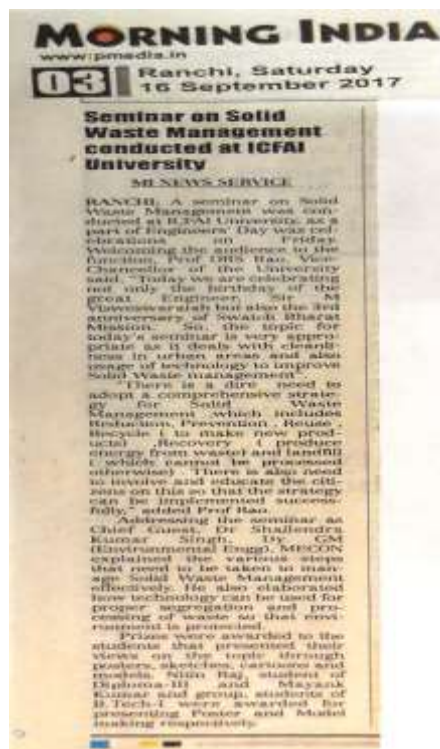 MORNING INDIA
www.pmedia.in
03 Ranchi, Saturday
16 September 2017
Seminar on Solid
Waste Management
conducted at ICFAI
University
MI NEWS SERVICE
RANCHI, A seminar on Solid
Waste Management was con-
ducted at ICFAI University, as a
part of Engineers' Day was cel-
ebrations on Friday.
Welcoming the audience to the
function, Prof ORS Rao, Vice-
Chancellor of the University
said, "Today we are celebrating
not only the birthday of the
great Engineer, Sir M
Visweswaraiah but also the 3rd
anniversary of Swatch Bharat
Mission. So, the topic for
today's seminar is very appro-
priate as it deals with cleanli-
ness in urban areas and also
usage of technology to improve
Solid Waste management".
"There is a dire need to
adopt a comprehensive strate-
gy for Solid Waste
Management ,which includes
Reduction, Prevention , Reuse ,
Recycle ( to make new prod-
ucts) ,Recovery ( produce
energy from waste) and landfill
( which cannot be processed
otherwise) . There is also need
to involve and educate the citi-
zens on this so that the strategy
can be implemented success-
fully," added Prof Rao.
Addressing the seminar as
Chief Guest, Dr Shailendra
Kumar Singh, Dy GM
(Environmental Engg), MECON
explained the various steps
that need to be taken to man-
age Solid Waste Management
effectively. He also elaborated
how technology can be used for
proper segregation and pro-
cessing of waste so that envi-
ronment is protected.
Prizes were awarded to the
students that presented their
views on the topic through
posters, sketches, cartoons and
models. Nitin Raj, student of
Diploma-III and Mayank
Kumar and group, students of
B.Tech-I were awarded for
presenting Poster and Model
making respectively.